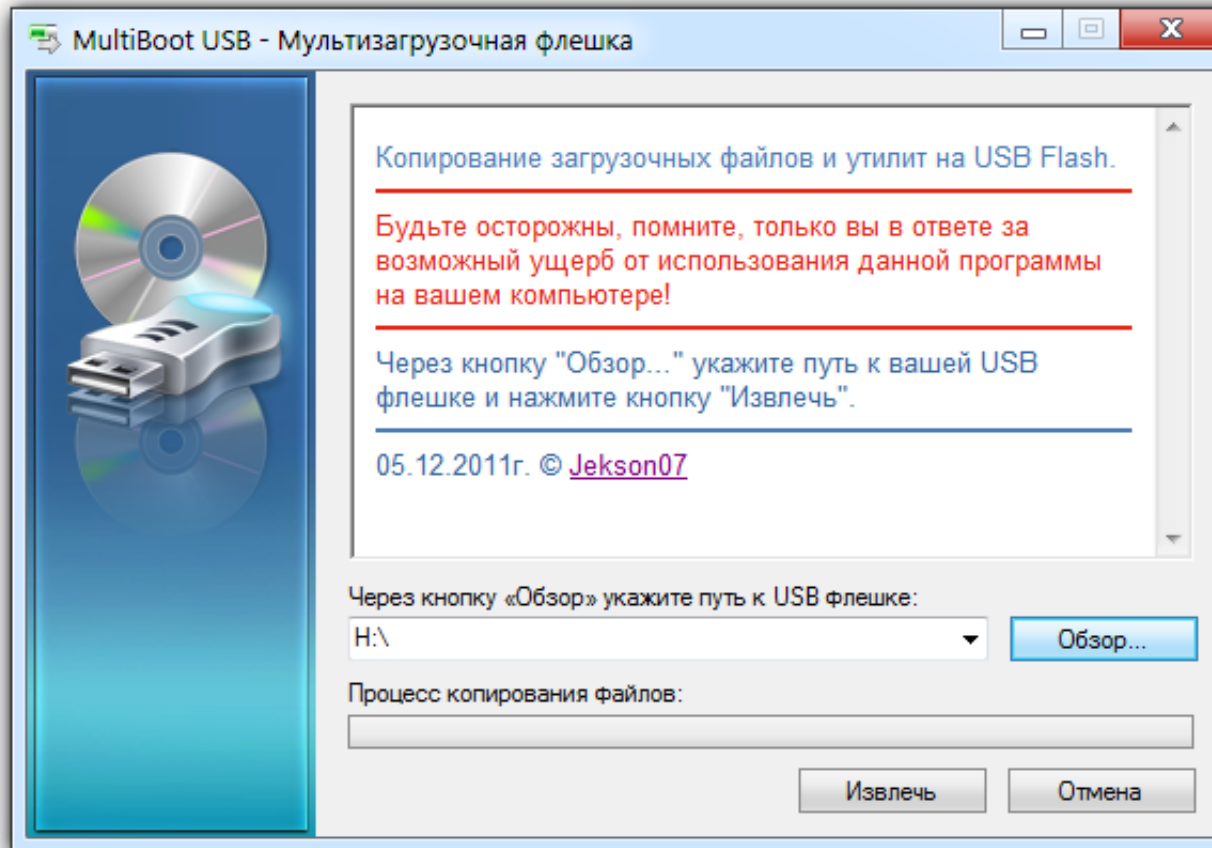 MultiBoot USB - Мультизагрузочная флешка
Копирование загрузочных файлов и утилит на USB Flash.
Будьте осторожны, помните, только вы в ответе за
возможный ущерб от использования данной программы
на вашем компьютере!
Через кнопку "Обзор..." укажите путь к вашей USB
флешке и нажмите кнопку "Извлечь".
05.12.2011г. © Jekson07
Через кнопку «Обзор» укажите путь к USB флешке:
H:\
Обзор...
Процесс копирования файлов:
Извлечь
Отмена